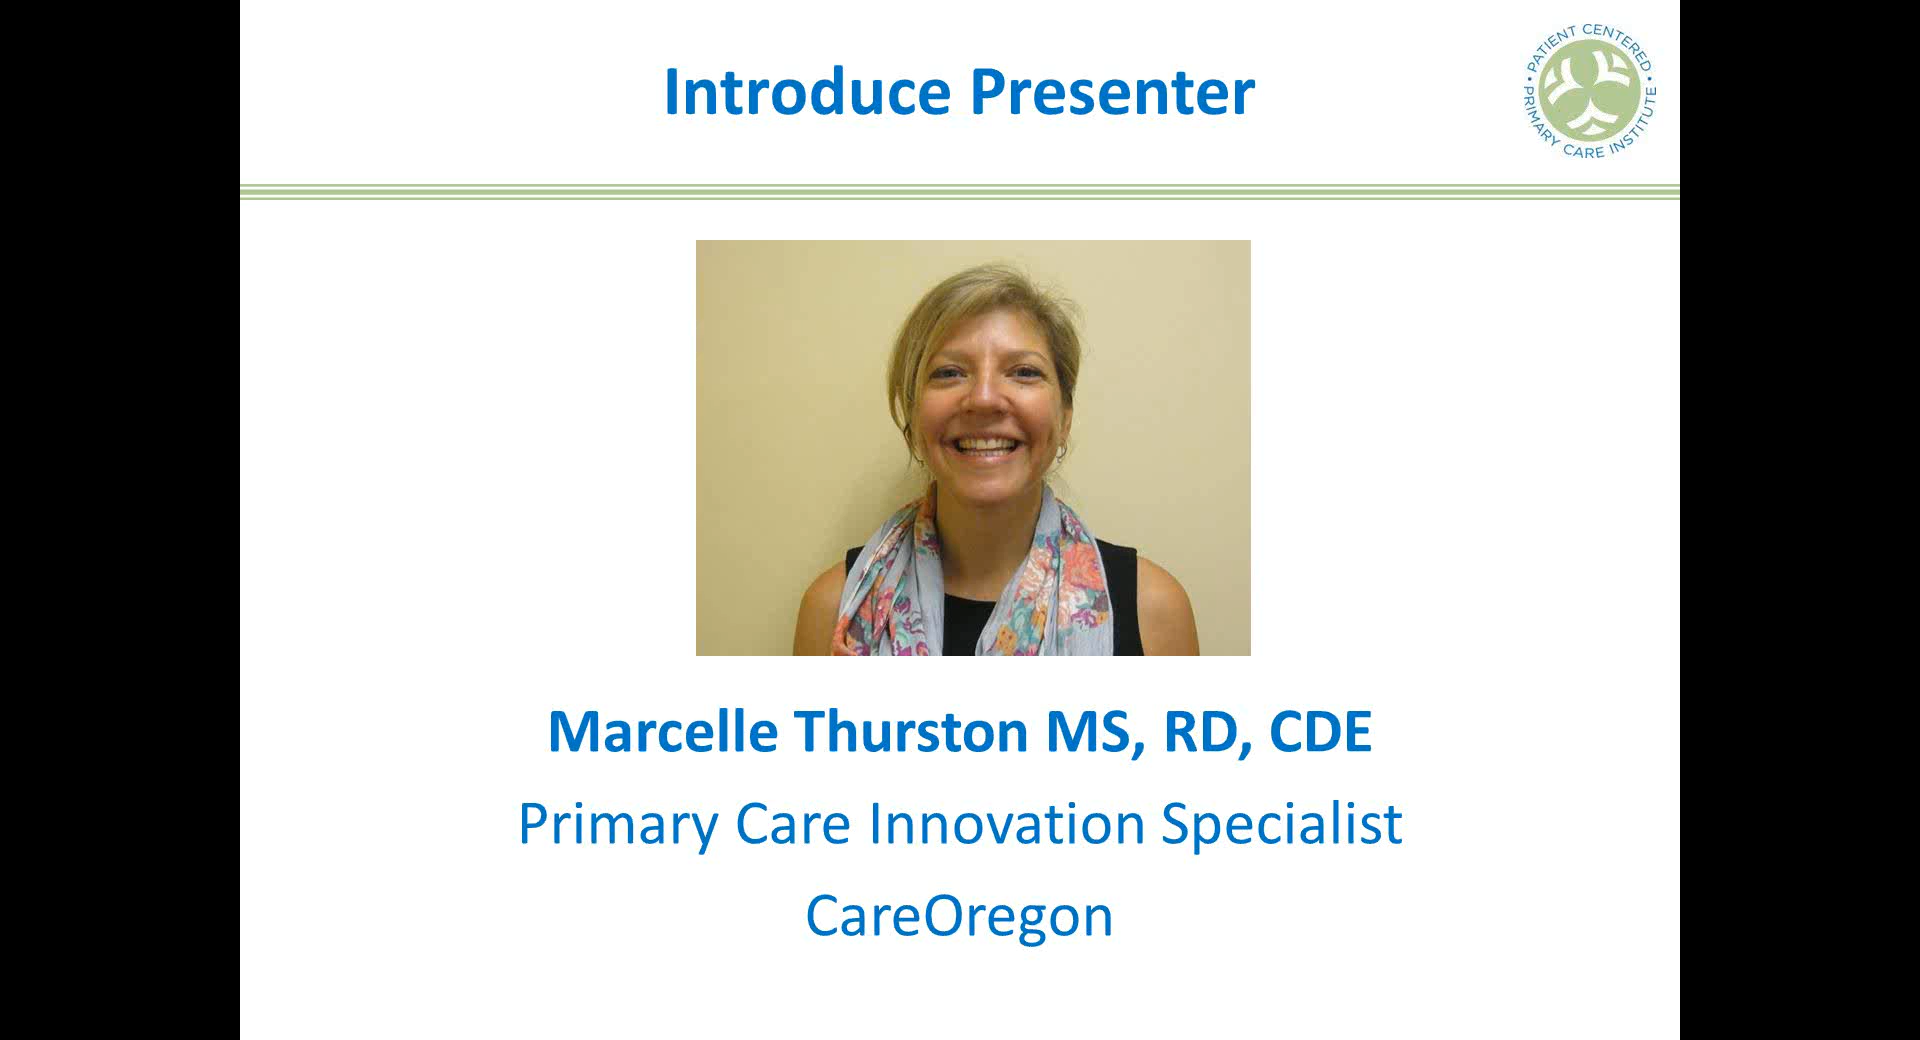 Introduce Presenter
PATIENT CENTERED
PRIMARY CARE INSTITUTE
Marcelle Thurston MS, RD, CDE
Primary Care Innovation Specialist
CareOregon